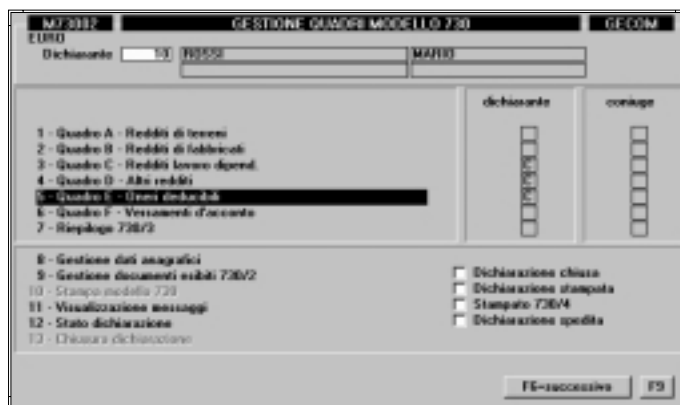 M73002 GESTIONE QUADRI MODELLO 730 GECOM
EURO
Dichiarante 10 ROSSI MARIO
dichiarante coniuge
1 - Quadro A - Redditi di terreni
2 - Quadro B - Redditi di fabbricati
3 - Quadro C - Redditi lavoro dipend.
4 - Quadro D - Altri redditi
5 - Quadro E - Oneri deducibili
6 - Quadro F - Versamenti d'acconto
7 - Riepilogo 730/3
8 - Gestione dati anagrafici
9 - Gestione documenti esibiti 730/2
10 - Stampa modello 730
11 - Visualizzazione messaggi
12 - Stato dichiarazione
13 - Chiusura dichiarazione
Dichiarazione chiusa
Dichiarazione stampata
Stampato 730/4
Dichiarazione spedita
F6=successivo F9